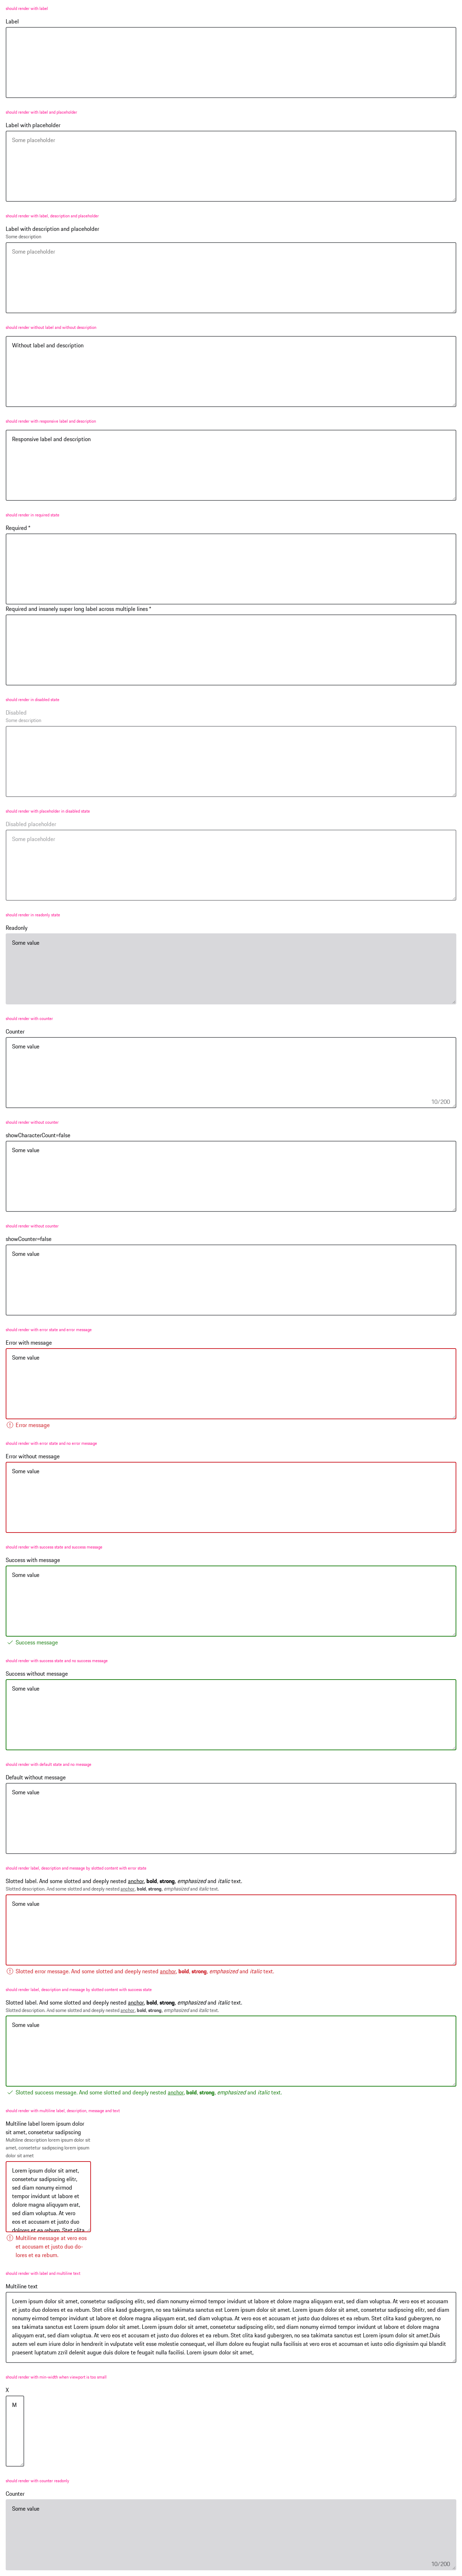 should render with label
Label
should render with label and placeholder
Label with placeholder
Some placeholder
should render with label, description and placeholder
Label with description and placeholder
Some description
Some placeholder
should render without label and without description
Without label and description
should render with responsive label and description
Responsive label and description
should render in required state
Required *
Required and insanely super long label across multiple lines *
should render in disabled state
Disabled
Some description
should render with placeholder in disabled state
Disabled placeholder
Some placeholder
should render in readonly state
Readonly
Some value
should render with counter
Counter
Some value
10/200
should render without counter
showCharacterCount=false
Some value
should render without counter
showCounter=false
Some value
should render with error state and error message
Error with message
Some value
Error message
should render with error state and no error message
Error without message
Some value
should render with success state and success message
Success with message
Some value
Success message
should render with success state and no success message
Success without message
Some value
should render with default state and no message
Default without message
Some value
should render label, description and message by slotted content with error state
Slotted label. And some slotted and deeply nested anchor, bold, strong, emphasized and italic text.
Slotted description. And some slotted and deeply nested anchor, bold, strong, emphasized and italic text.
Some value
Slotted error message. And some slotted and deeply nested anchor, bold, strong, emphasized and italic text.
should render label, description and message by slotted content with success state
Slotted label. And some slotted and deeply nested anchor, bold, strong, emphasized and italic text.
Slotted description. And some slotted and deeply nested anchor, bold, strong, emphasized and italic text.
Some value
Slotted success message. And some slotted and deeply nested anchor, bold, strong, emphasized and italic text.
should render with multiline label, description, message and text
Multiline label lorem ipsum dolor
sit amet, consetetur sadipscing
Multiline description lorem ipsum dolor sit
amet, consetetur sadipscing lorem ipsum
dolor sit amet
Lorem ipsum dolor sit amet,
consetetur sadipscing elitr,
sed diam nonumy eirmod
tempor invidunt ut labore et
dolore magna aliquyam erat,
sed diam voluptua. At vero
eos et accusam et justo duo
dolores et ea rebum. Stet clita
Multiline message at vero eos
et accusam et justo duo do-
lores et ea rebum.
should render with label and multiline text
Multiline text
Lorem ipsum dolor sit amet, consetetur sadipscing elitr, sed diam nonumy eirmod tempor invidunt ut labore et dolore magna aliquyam erat, sed diam voluptua. At vero eos et accusam
et justo duo dolores et ea rebum. Stet clita kasd gubergren, no sea takimata sanctus est Lorem ipsum dolor sit amet. Lorem ipsum dolor sit amet, consetetur sadipscing elitr, sed diam
nonumy eirmod tempor invidunt ut labore et dolore magna aliquyam erat, sed diam voluptua. At vero eos et accusam et justo duo dolores et ea rebum. Stet clita kasd gubergren, no
sea takimata sanctus est Lorem ipsum dolor sit amet. Lorem ipsum dolor sit amet, consetetur sadipscing elitr, sed diam nonumy eirmod tempor invidunt ut labore et dolore magna
aliquyam erat, sed diam voluptua. At vero eos et accusam et justo duo dolores et ea rebum. Stet clita kasd gubergren, no sea takimata sanctus est Lorem ipsum dolor sit amet.Duis
autem vel eum iriure dolor in hendrerit in vulputate velit esse molestie consequat, vel illum dolore eu feugiat nulla facilisis at vero eros et accumsan et iusto odio dignissim qui blandit
praesent luptatum zzril delenit augue duis dolore te feugait nulla facilisi. Lorem ipsum dolor sit amet,
should render with min-width when viewport is too small
X
M
should render with counter readonly
Counter
Some value
10/200